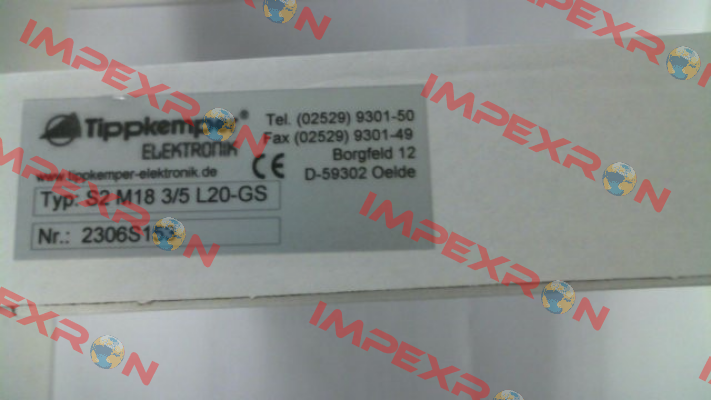 Tippkemper®
ELEKTRONIK
www.tippkemper-elektronik.de
CE
Tel. (02529) 9301-50
Fax (02529) 9301-49
Borgfeld 12
D-59302 Oelde
Typ: S2 M18 3/5 L20-GS
Nr.:
IMPEXRON
IMPEXRON
IMPEXRON
IMPEXRON
IMPEXRON
IMPEXRON
IMPEXRON